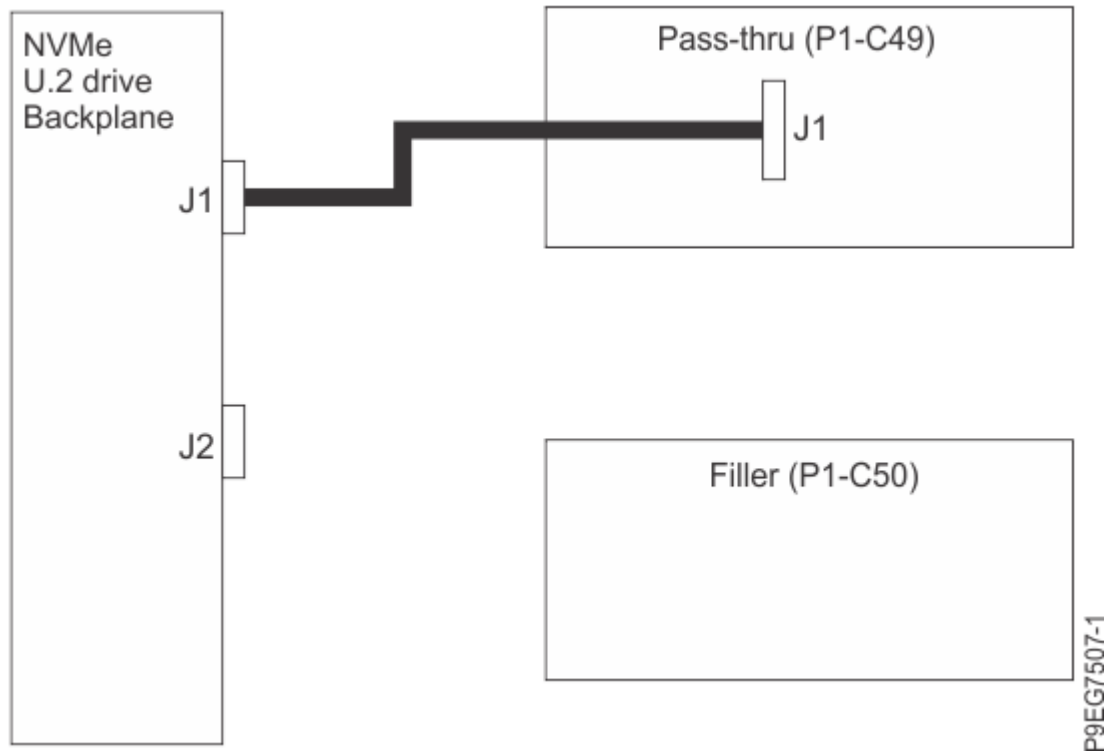 NVMe
U.2 drive
Backplane
J1
J2
Pass-thru (P1-C49)
J1
Filler (P1-C50)
P9EG7507-1